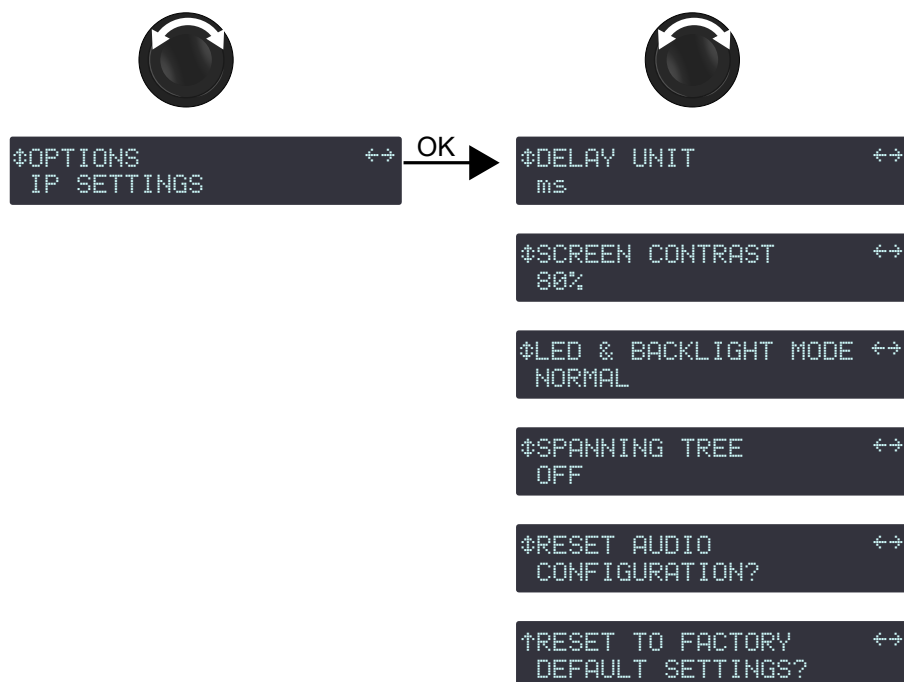 OPTIONS
IP SETTINGS
OK
DELAY UNIT
ms
SCREEN CONTRAST
80%
LED & BACKLIGHT MODE
NORMAL
SPANNING TREE
OFF
RESET AUDIO
CONFIGURATION?
RESET TO FACTORY
DEFAULT SETTINGS?